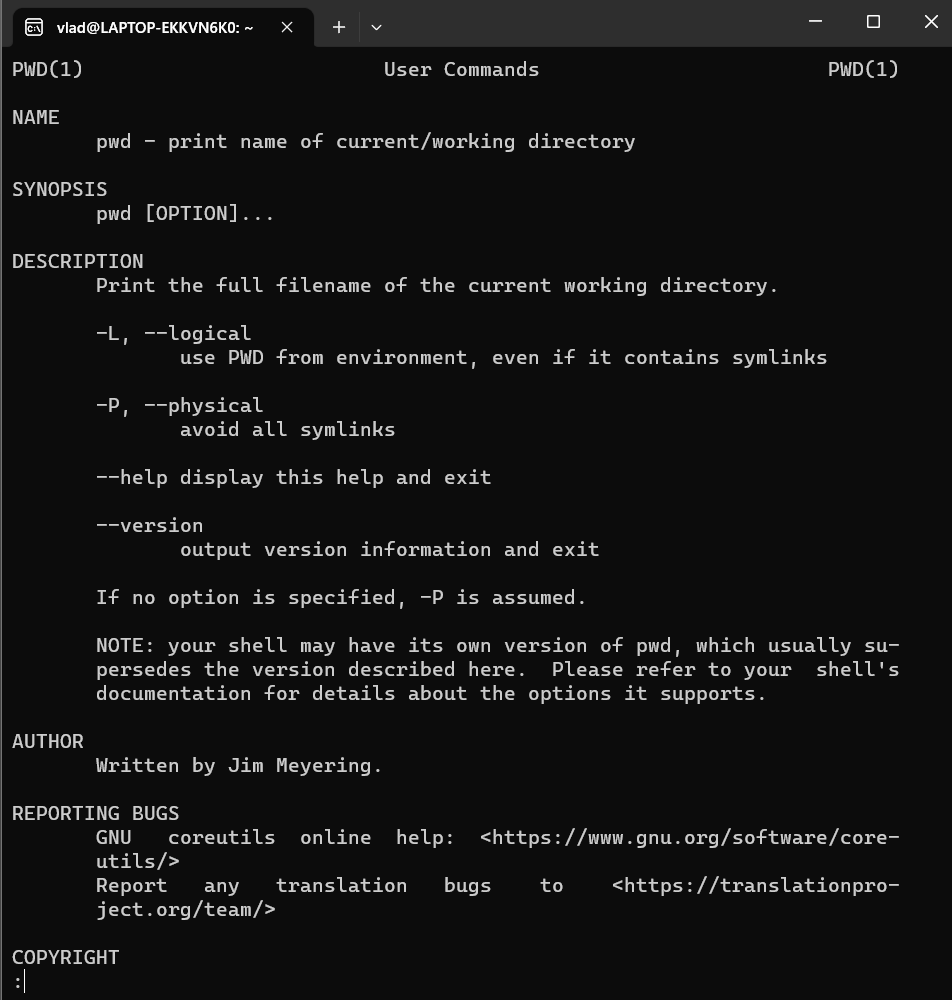 vlad@LAPTOP-EKKVN6K0: ~
PWD(1) User Commands PWD(1)
NAME
pwd - print name of current/working directory
SYNOPSIS
pwd [OPTION]...
DESCRIPTION
Print the full filename of the current working directory.
-L, --logical
use PWD from environment, even if it contains symlinks
-P, --physical
avoid all symlinks
--help display this help and exit
--version
output version information and exit
If no option is specified, -P is assumed.
NOTE: your shell may have its own version of pwd, which usually su-
persedes the version described here.  Please refer to your  shell's
documentation for details about the options it supports.
AUTHOR
Written by Jim Meyering.
REPORTING BUGS
GNU coreutils online help: <https://www.gnu.org/software/core-
utils/>
Report any translation bugs to <https://translationpro-
ject.org/team/>
COPYRIGHT
: